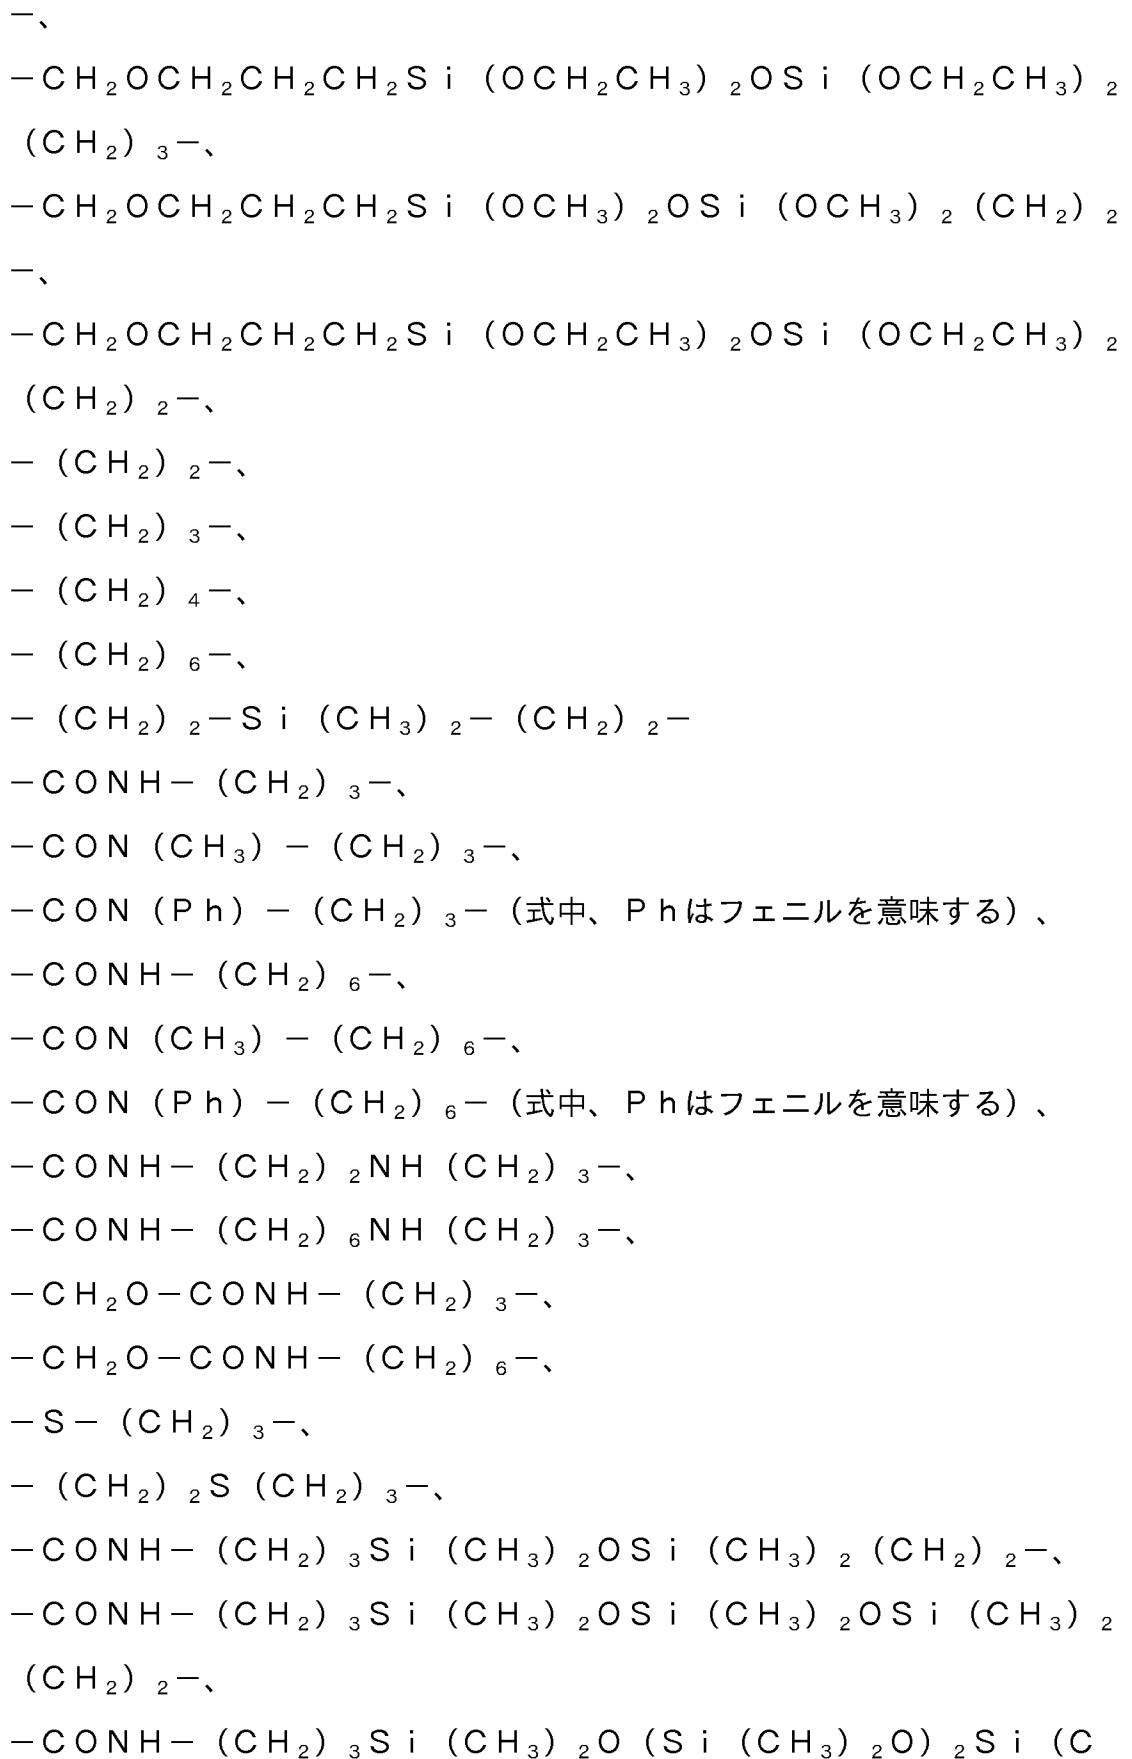 －、
－ＣＨ₂ＯＣＨ₂ＣＨ₂ＣＨ₂Ｓｉ（ＯＣＨ₂ＣＨ₃）₂ＯＳｉ（ＯＣＨ₂ＣＨ₃）₂
（ＣＨ₂）₃－、
－ＣＨ₂ＯＣＨ₂ＣＨ₂ＣＨ₂Ｓｉ（ＯＣＨ₃）₂ＯＳｉ（ＯＣＨ₃）₂（ＣＨ₂）₂
－、
－ＣＨ₂ＯＣＨ₂ＣＨ₂ＣＨ₂Ｓｉ（ＯＣＨ₂ＣＨ₃）₂ＯＳｉ（ＯＣＨ₂ＣＨ₃）₂
（ＣＨ₂）₂－、
－（ＣＨ₂）₂－、
－（ＣＨ₂）₃－、
－（ＣＨ₂）₄－、
－（ＣＨ₂）₆－、
－（ＣＨ₂）₂－Ｓｉ（ＣＨ₃）₂－（ＣＨ₂）₂－
－ＣＯＮＨ－（ＣＨ₂）₃－、
－ＣＯＮ（ＣＨ₃）－（ＣＨ₂）₃－、
－ＣＯＮ（Ｐｈ）－（ＣＨ₂）₃－（式中、Ｐｈはフェニルを意味する）、
－ＣＯＮＨ－（ＣＨ₂）₆－、
－ＣＯＮ（ＣＨ₃）－（ＣＨ₂）₆－、
－ＣＯＮ（Ｐｈ）－（ＣＨ₂）₆－（式中、Ｐｈはフェニルを意味する）、
－ＣＯＮＨ－（ＣＨ₂）₂ＮＨ（ＣＨ₂）₃－、
－ＣＯＮＨ－（ＣＨ₂）₆ＮＨ（ＣＨ₂）₃－、
－ＣＨ₂Ｏ－ＣＯＮＨ－（ＣＨ₂）₃－、
－ＣＨ₂Ｏ－ＣＯＮＨ－（ＣＨ₂）₆－、
－Ｓ－（ＣＨ₂）₃－、
－（ＣＨ₂）₂Ｓ（ＣＨ₂）₃－、
－ＣＯＮＨ－（ＣＨ₂）₃Ｓｉ（ＣＨ₃）₂ＯＳｉ（ＣＨ₃）₂（ＣＨ₂）₂－、
－ＣＯＮＨ－（ＣＨ₂）₃Ｓｉ（ＣＨ₃）₂ＯＳｉ（ＣＨ₃）₂ＯＳｉ（ＣＨ₃）₂
（ＣＨ₂）₂－、
－ＣＯＮＨ－（ＣＨ₂）₃Ｓｉ（ＣＨ₃）₂Ｏ（Ｓｉ（ＣＨ₃）₂Ｏ）₂Ｓｉ（Ｃ